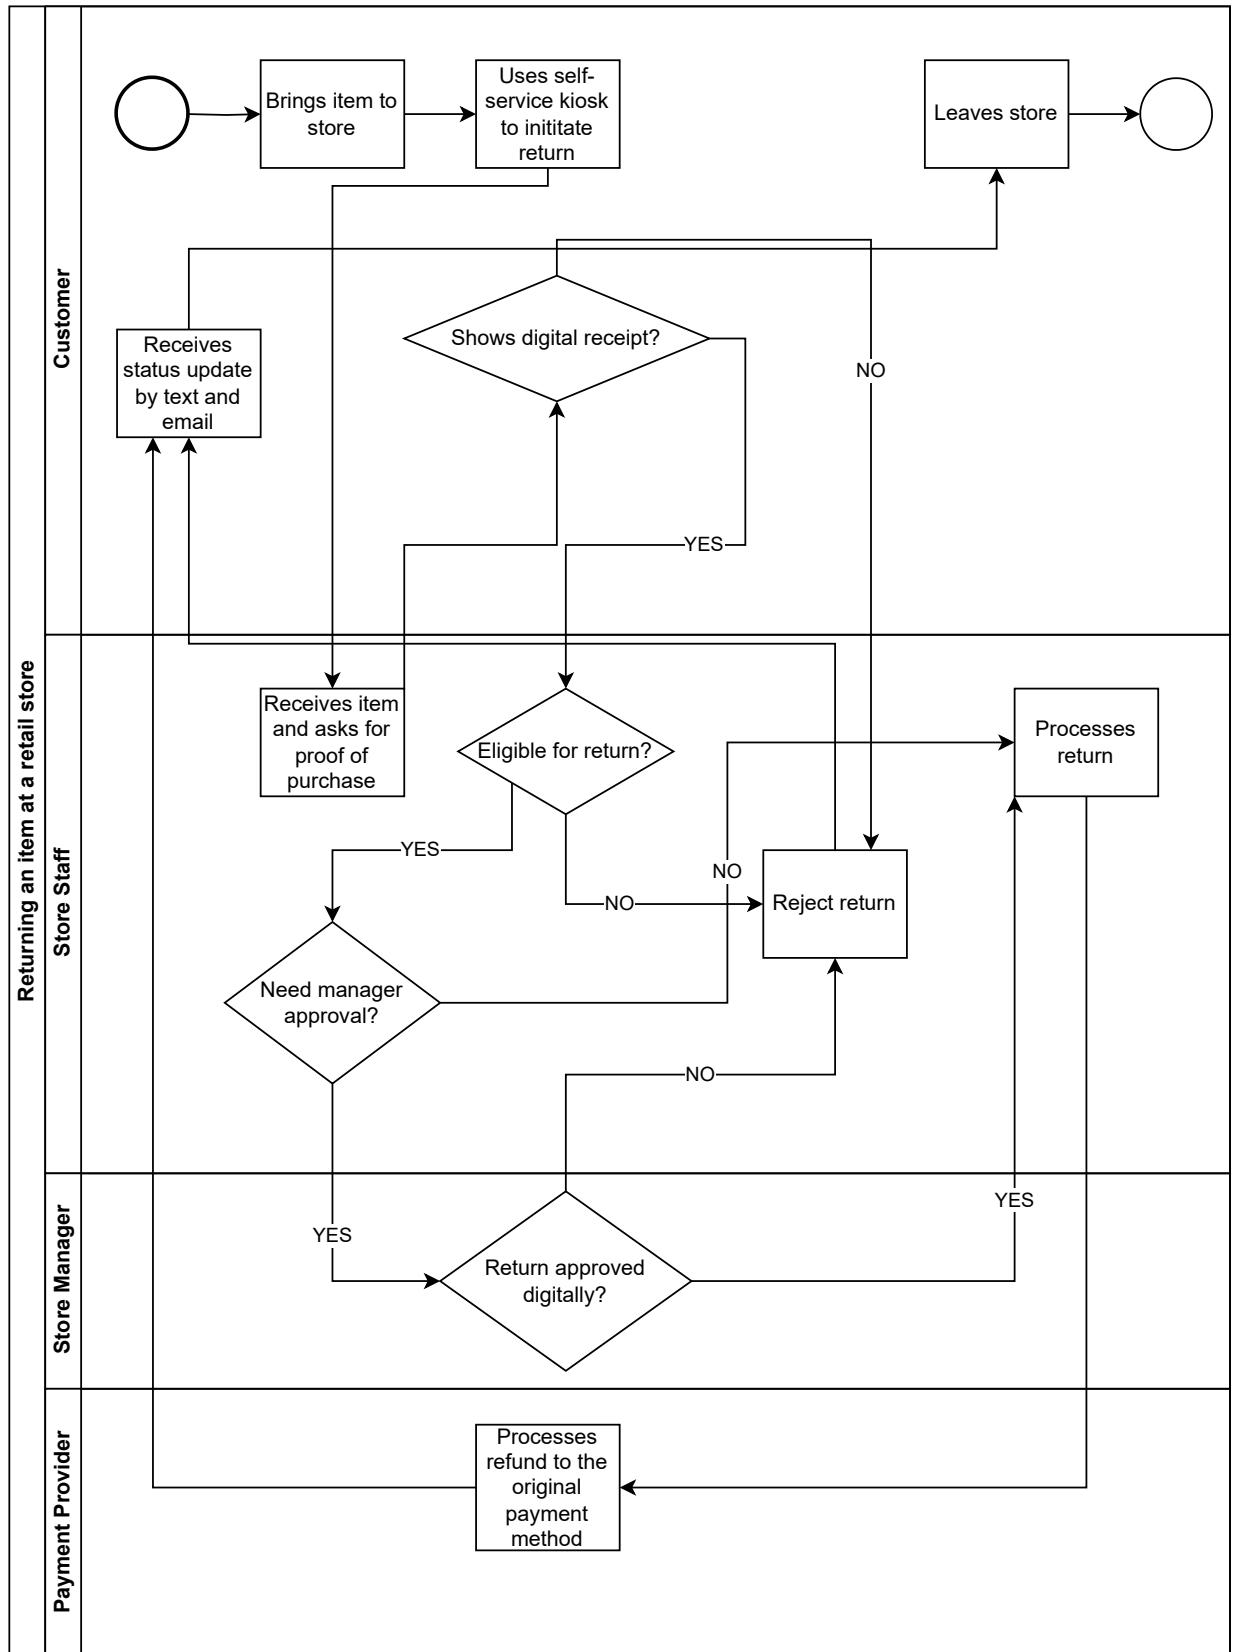 Returning an item at a retail store
Customer
Brings item to
store
Uses self-
service kiosk
to inititate
return
Leaves store
Shows digital receipt?
Receives
status update
by text and
email
NO
YES
Store Staff
Receives item
and asks for
proof of
purchase
Eligible for return?
Processes
return
YES
NO
NO
Reject return
Need manager
approval?
NO
Store Manager
YES
YES
Return approved
digitally?
Payment Provider
Processes
refund to the
original
payment
method